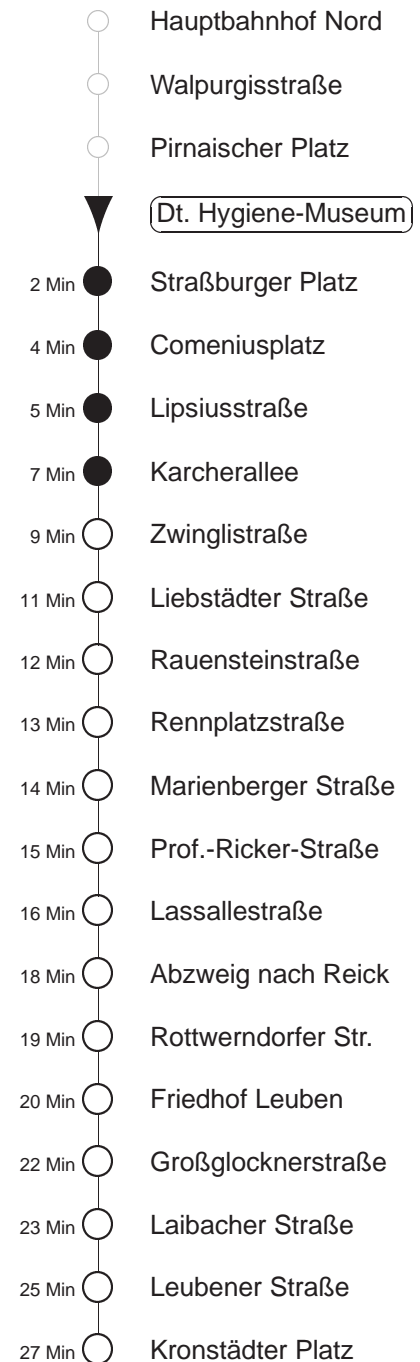 Hauptbahnhof Nord
Walpurgisstraße
Pirnaischer Platz
Dt. Hygiene-Museum
2 Min Straßburger Platz
4 Min Comeniusplatz
5 Min Lipsiusstraße
7 Min Karcherallee
9 Min Zwinglistraße
11 Min Liebstädter Straße
12 Min Rauensteinstraße
13 Min Rennplatzstraße
14 Min Marienberger Straße
15 Min Prof.-Ricker-Straße
16 Min Lassallestraße
18 Min Abzweig nach Reick
19 Min Rottwerndorfer Str.
20 Min Friedhof Leuben
22 Min Großglocknerstraße
23 Min Laibacher Straße
25 Min Leubener Straße
27 Min Kronstädter Platz